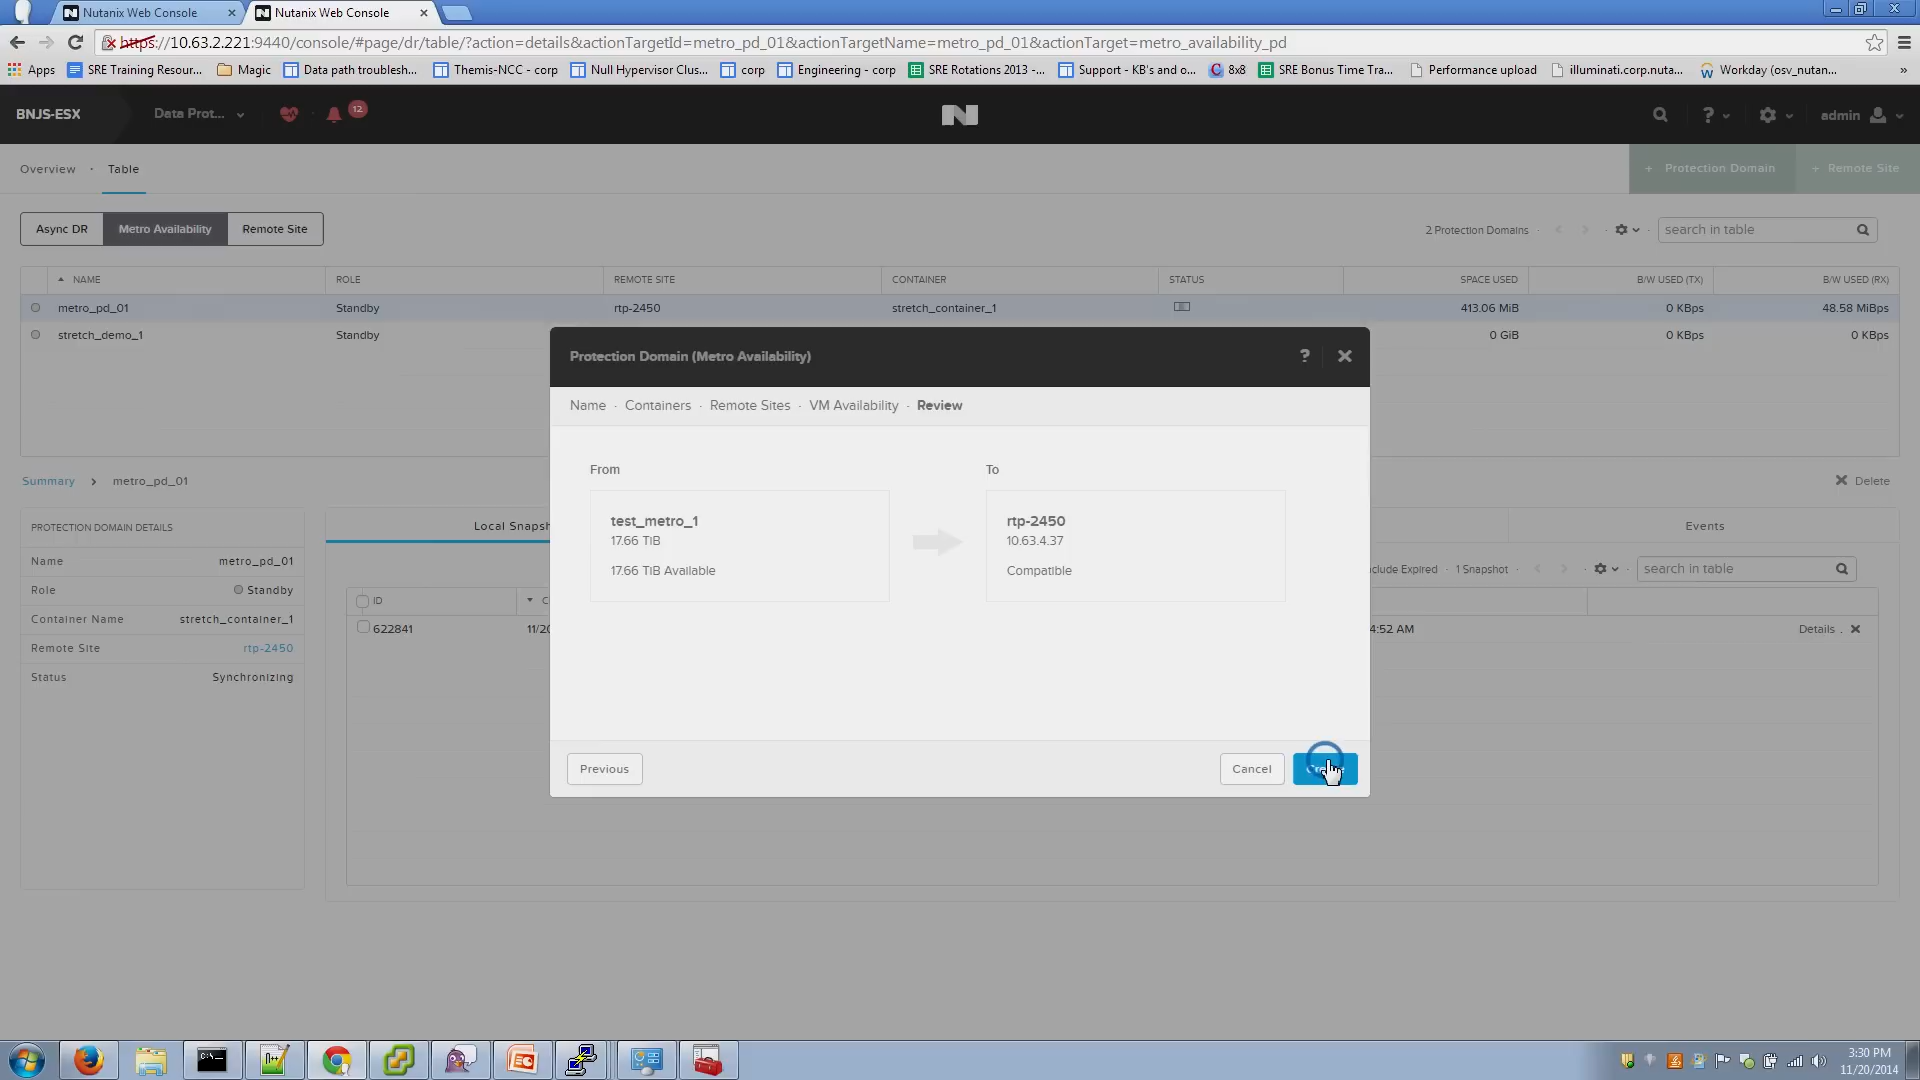 Nutanix Web Console
Nutanix Web Console
https://10.63.2.221:9440/console/#page/dr/table/?action=details&actionTargetId=metro_pd_01&actionTargetName=metro_pd_01&actionTarget=metro_availability_pd
Apps SRE Training Resour... Magic Data path troublesh... Themis-NCC - corp Null Hypervisor Clus... corp Engineering - corp SRE Rotations 2013 -... Support - KB's and o... 8x8 SRE Bonus Time Tra... Performance upload illuminati.corp.nuta... Workday (osv_nutan... »
BNJS-ESX Data Prot... 12 ? admin
Overview · Table + Protection Domain + Remote Site
Async DR Metro Availability Remote Site 2 Protection Domains · < > · search in table
NAME ROLE REMOTE SITE CONTAINER STATUS SPACE USED B/W USED (TX) B/W USED (RX)
metro_pd_01 Standby rtp-2450 stretch_container_1 413.06 MiB 0 KBps 48.58 MiBps
stretch_demo_1 Standby 0 GiB 0 KBps 0 KBps
Protection Domain (Metro Availability) ?
Name · Containers · Remote Sites · VM Availability · Review
From To
test_metro_1
17.66 TiB
17.66 TiB Available
rtp-2450
10.63.4.37
Compatible
Previous Cancel
Summary > metro_pd_01 Delete
PROTECTION DOMAIN DETAILS
Name metro_pd_01
Role Standby
Container Name stretch_container_1
Remote Site rtp-2450
Status Synchronizing
Local Snapsh Events
clude Expired · 1 Snapshot · < > · search in table
ID C
622841 11/20 4:52 AM Details .
3:30 PM
11/20/2014